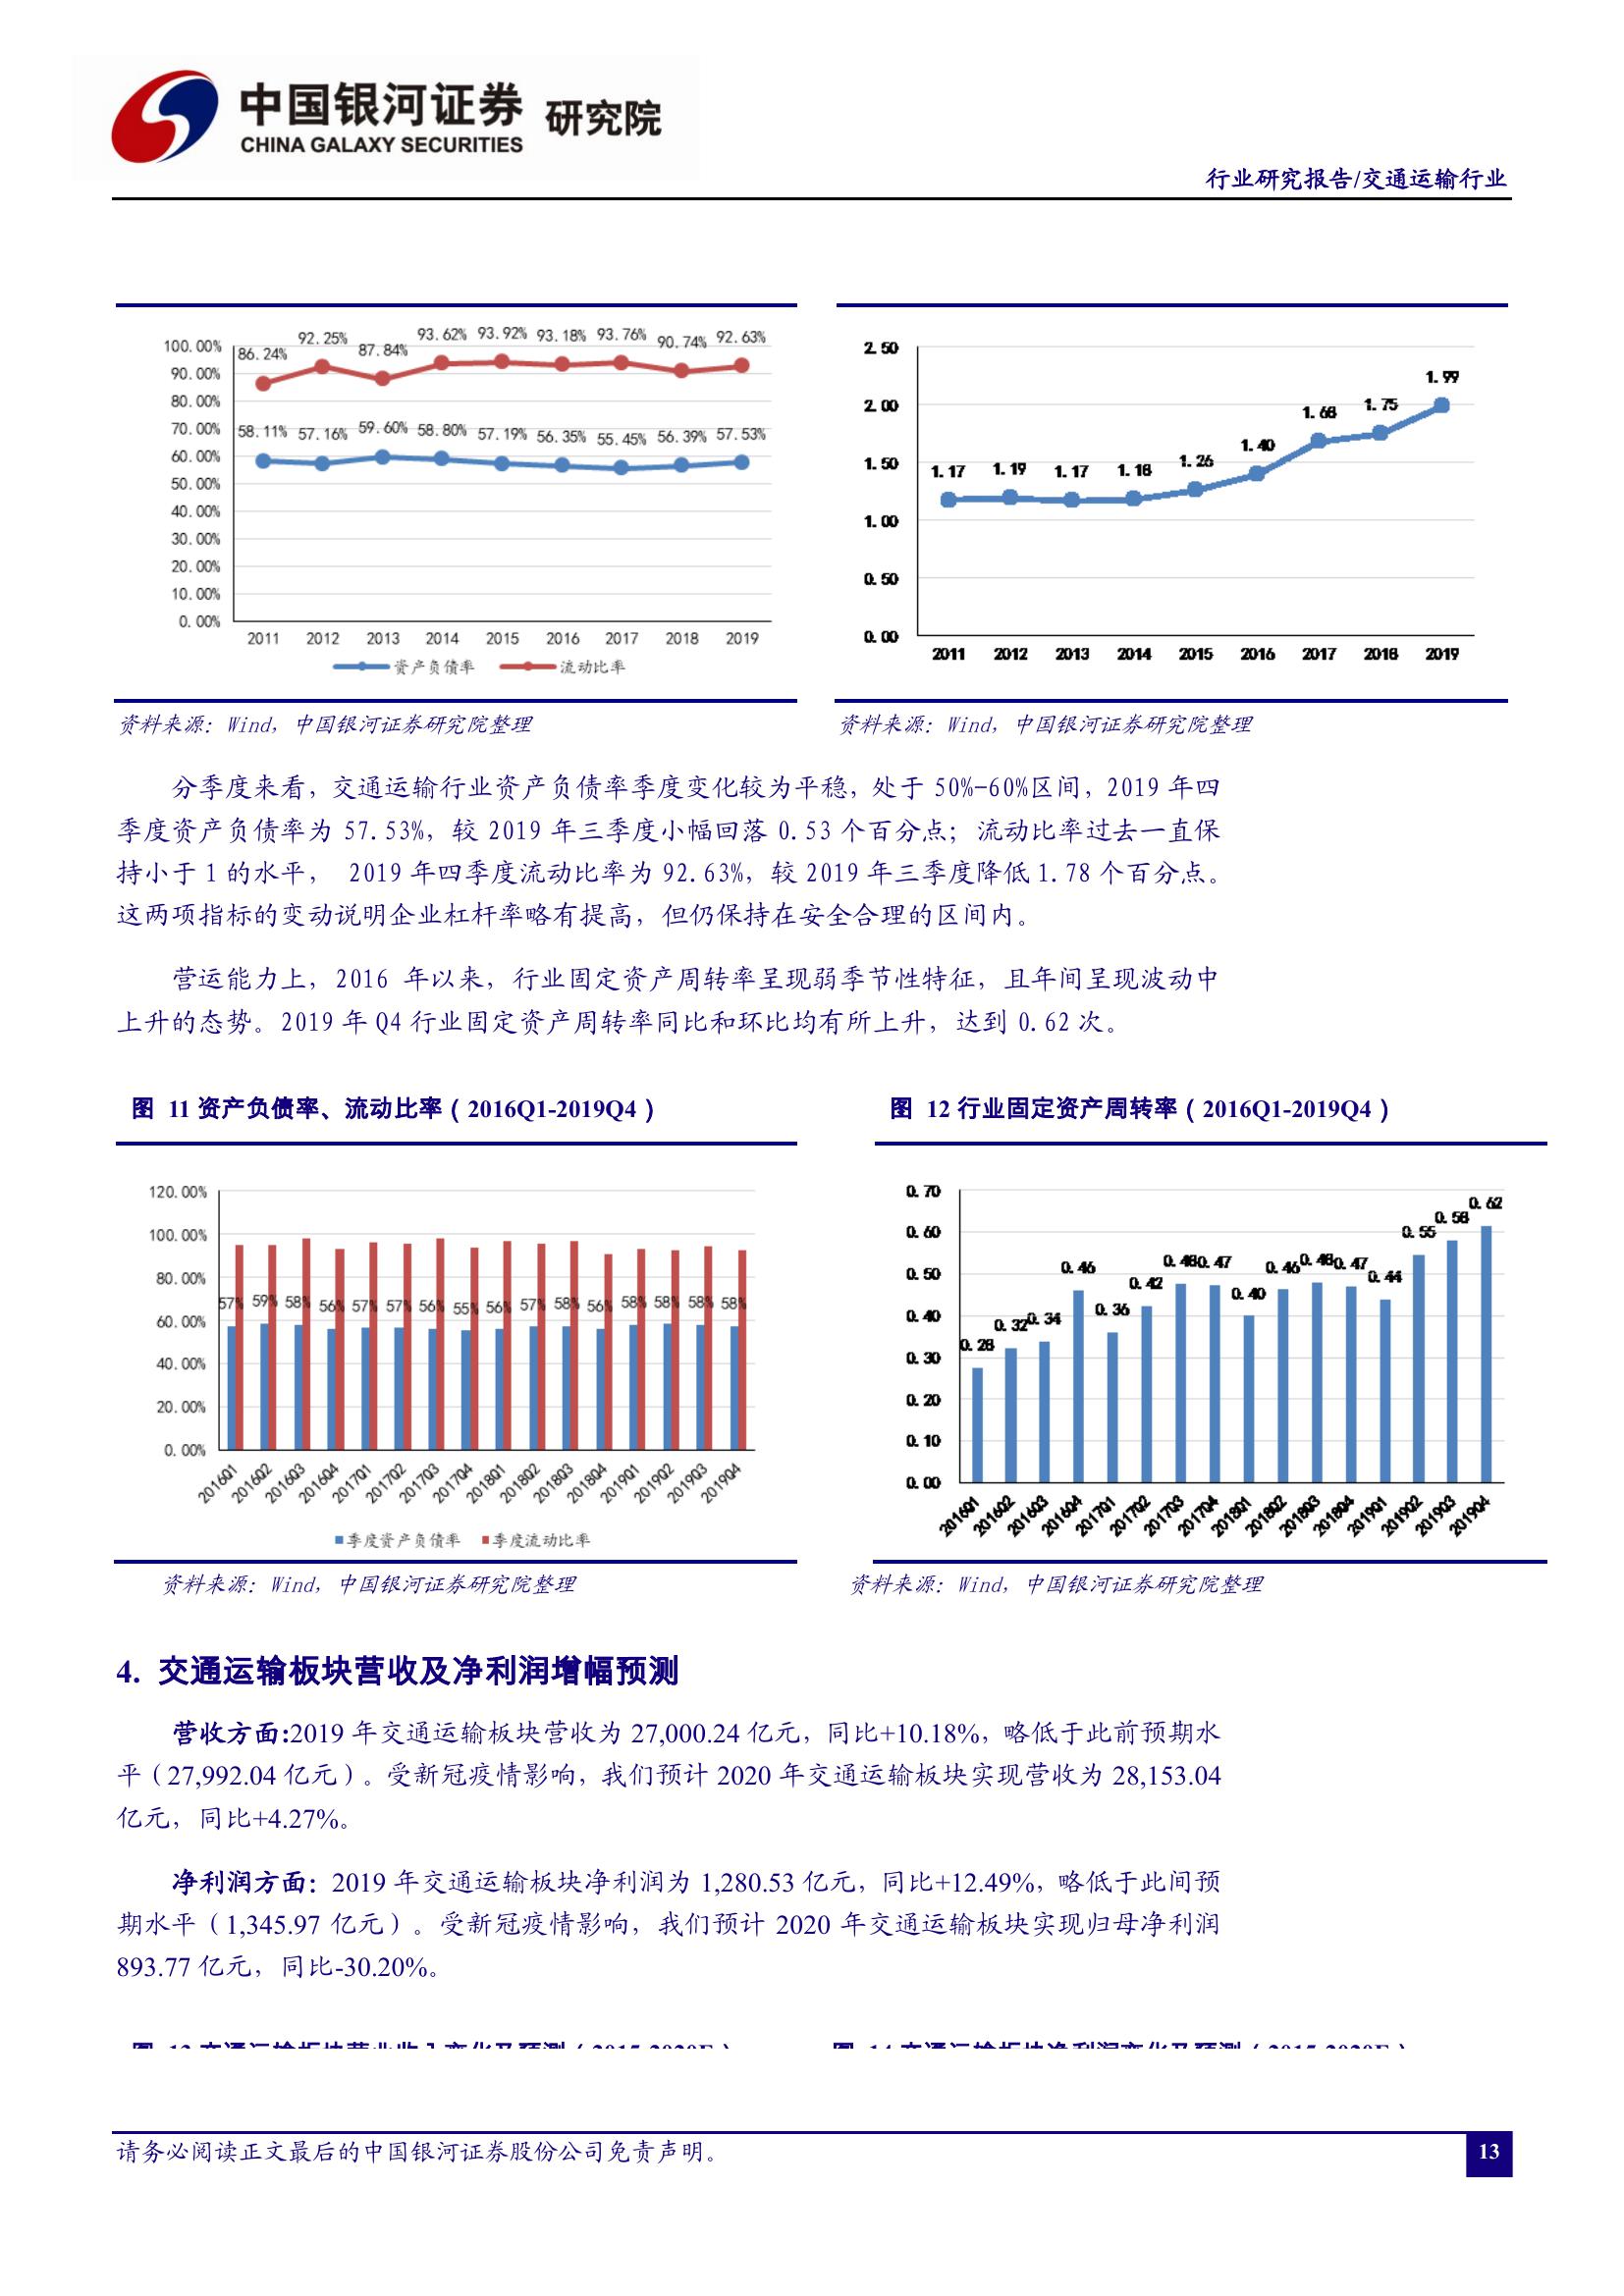 中国银河证券 研究院
CHINA GALAXY SECURITIES
行业研究报告/交通运输行业
100.00%
90.00%
80.00%
70.00%
60.00%
50.00%
40.00%
30.00%
20.00%
10.00%
0.00%
86.24% 92.25% 87.84% 93.62% 93.92% 93.18% 93.76% 90.74% 92.63%
58.11% 57.16% 59.60% 58.80% 57.19% 56.35% 55.45% 56.39% 57.53%
2011 2012 2013 2014 2015 2016 2017 2018 2019
资产负债率 流动比率
2.50
2.00
1.50
1.00
0.50
0.00
1.17 1.19 1.17 1.18 1.26 1.40 1.68 1.75 1.99
2011 2012 2013 2014 2015 2016 2017 2018 2019
资料来源：Wind，中国银河证券研究院整理
资料来源：Wind，中国银河证券研究院整理
分季度来看，交通运输行业资产负债率季度变化较为平稳，处于 50%-60%区间，2019 年四
季度资产负债率为 57.53%，较 2019 年三季度小幅回落 0.53 个百分点；流动比率过去一直保
持小于 1 的水平， 2019 年四季度流动比率为 92.63%，较 2019 年三季度降低 1.78 个百分点。
这两项指标的变动说明企业杠杆率略有提高，但仍保持在安全合理的区间内。
营运能力上，2016 年以来，行业固定资产周转率呈现弱季节性特征，且年间呈现波动中
上升的态势。2019 年 Q4 行业固定资产周转率同比和环比均有所上升，达到 0.62 次。
图 11 资产负债率、流动比率（2016Q1-2019Q4）
图 12 行业固定资产周转率（2016Q1-2019Q4）
120.00%
100.00%
80.00%
60.00%
40.00%
20.00%
0.00%
57% 59% 58% 56% 57% 57% 56% 55% 56% 57% 58% 56% 58% 58% 58% 58%
2016Q1 2016Q2 2016Q3 2016Q4 2017Q1 2017Q2 2017Q3 2017Q4 2018Q1 2018Q2 2018Q3 2018Q4 2019Q1 2019Q2 2019Q3 2019Q4
季度资产负债率 季度流动比率
0.70
0.60
0.50
0.40
0.30
0.20
0.10
0.00
0.28 0.32 0.34 0.46 0.36 0.42 0.48 0.47 0.40 0.46 0.48 0.47 0.44 0.55 0.58 0.62
2016Q1 2016Q2 2016Q3 2016Q4 2017Q1 2017Q2 2017Q3 2017Q4 2018Q1 2018Q2 2018Q3 2018Q4 2019Q1 2019Q2 2019Q3 2019Q4
资料来源：Wind，中国银河证券研究院整理
资料来源：Wind，中国银河证券研究院整理
4. 交通运输板块营收及净利润增幅预测
营收方面:2019 年交通运输板块营收为 27,000.24 亿元，同比+10.18%，略低于此前预期水
平（27,992.04 亿元）。受新冠疫情影响，我们预计 2020 年交通运输板块实现营收为 28,153.04
亿元，同比+4.27%。
净利润方面：2019 年交通运输板块净利润为 1,280.53 亿元，同比+12.49%，略低于此间预
期水平（1,345.97 亿元）。受新冠疫情影响，我们预计 2020 年交通运输板块实现归母净利润
893.77 亿元，同比-30.20%。
图 13 交通运输板块营业收入变化及预测（2015-2020E）
图 14 交通运输板块净利润变化及预测（2015-2020E）
请务必阅读正文最后的中国银河证券股份公司免责声明。
13